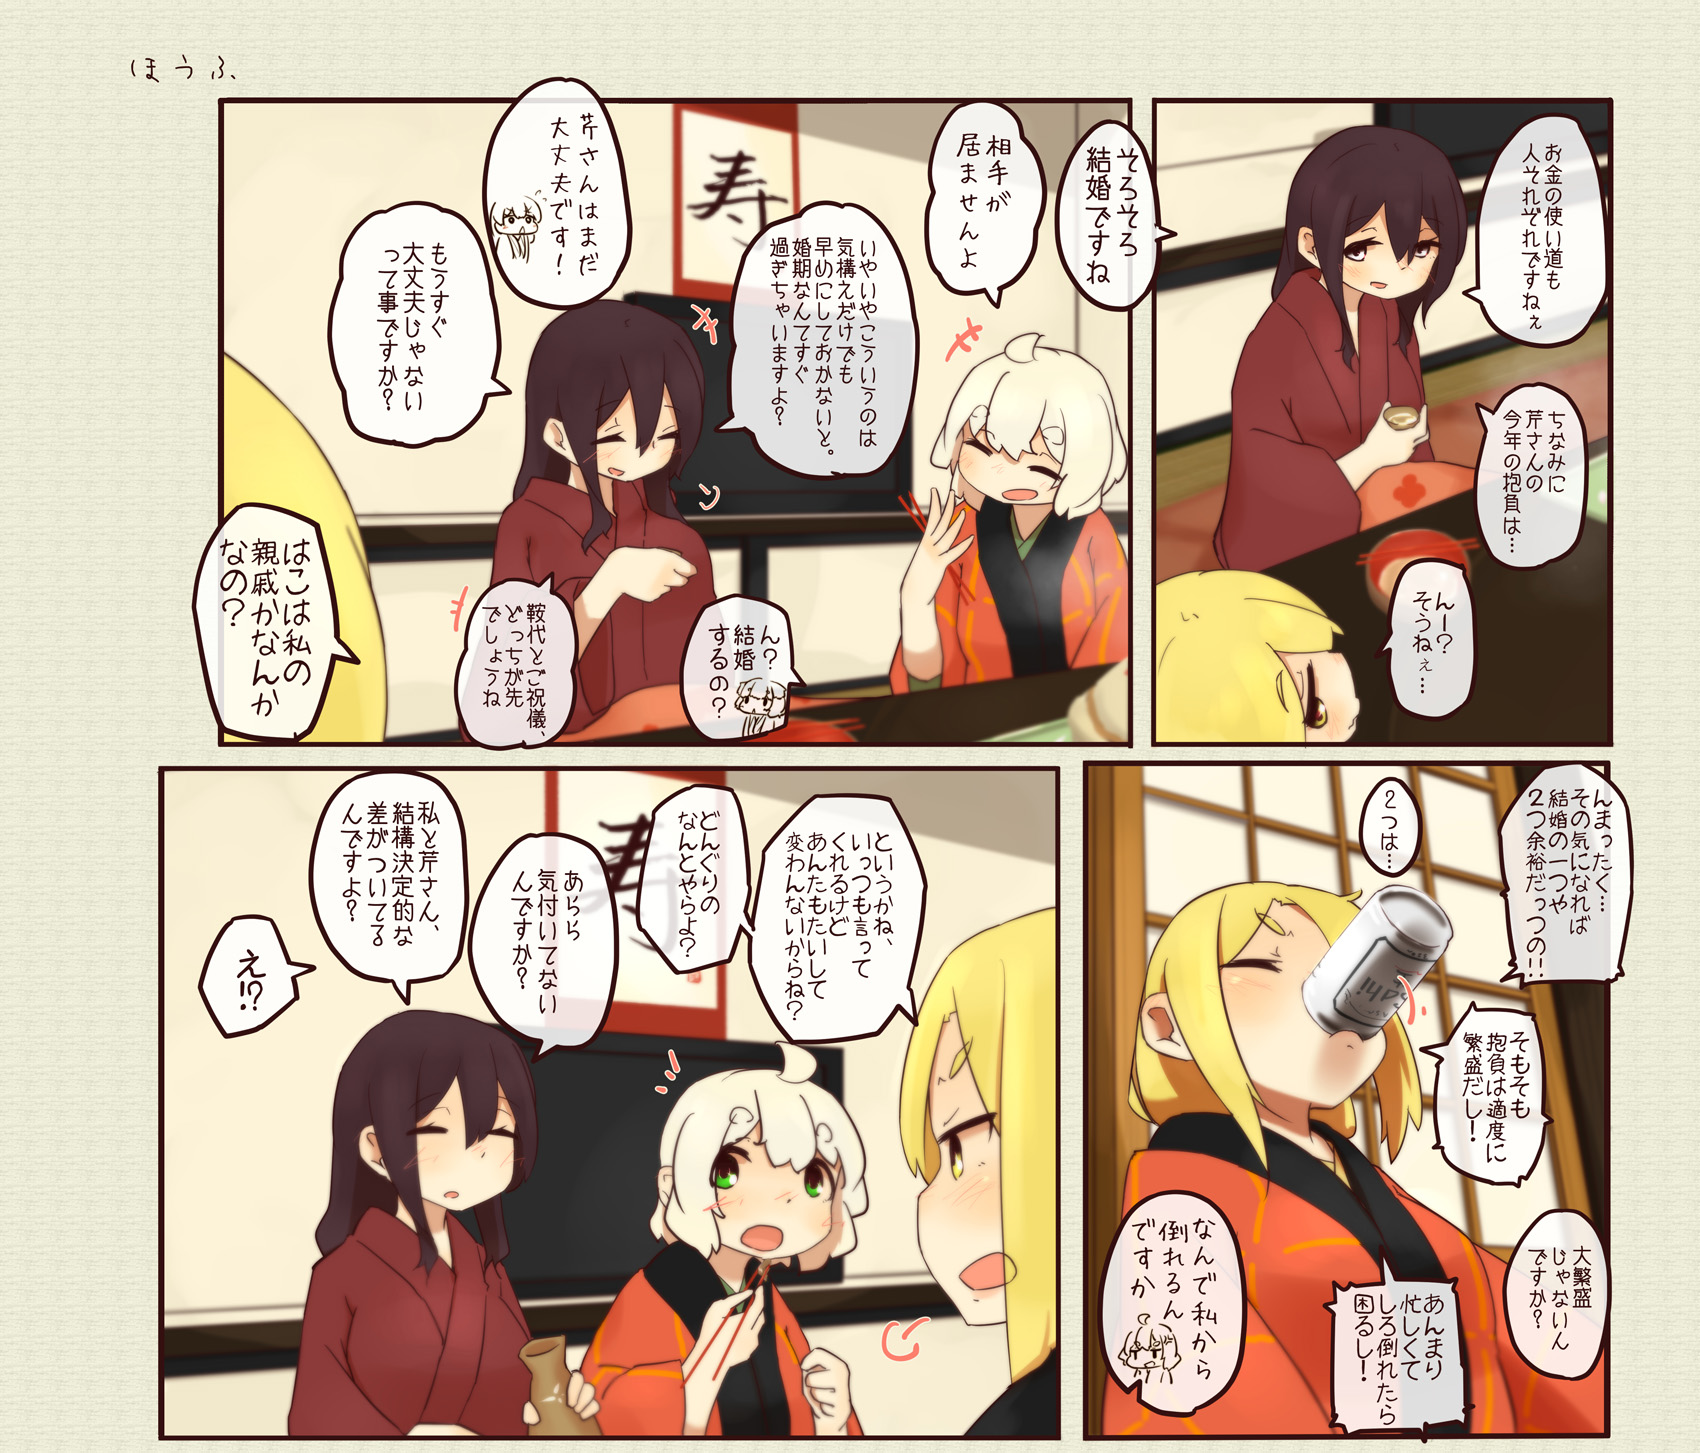 ほうふ
お金の使い道も
人それぞれですねぇ
ちなみに
芹さんの
今年の抱負は…
んー?
そうねぇ…
そろそろ
結婚ですね
相手が
居ませんよ
いやいやこういうのは
気構えだけでも
早めにしておかないと。
婚期なんてすぐ
過ぎちゃいますよ?
寿
芹さんはまだ
大丈夫です!
もうすぐ
大丈夫じゃない
って事ですか?
ん?
結婚
するの?
鞍代とご祝儀、
どっちが先
でしょうね
はこは私の
親戚かなんか
なの?
んまったく…
その気になれば
結婚の一つや
2つ余裕だっつの!!
2つは…
そもそも
抱負は適度に
繁盛だし!
大繁盛
じゃないん
ですか?
あんまり
忙しくて
しろ倒れたら
困るし!
なんで私から
倒れるん
ですか
というかね、
いっつも言って
くれるけど
あんたもたいして
変わんないからね?
どんぐりの
なんとやらよ?
寿
あらら
気付いてない
んですか?
私と芹さん、
結構決定的な
差がついてる
んですよ?
え!?